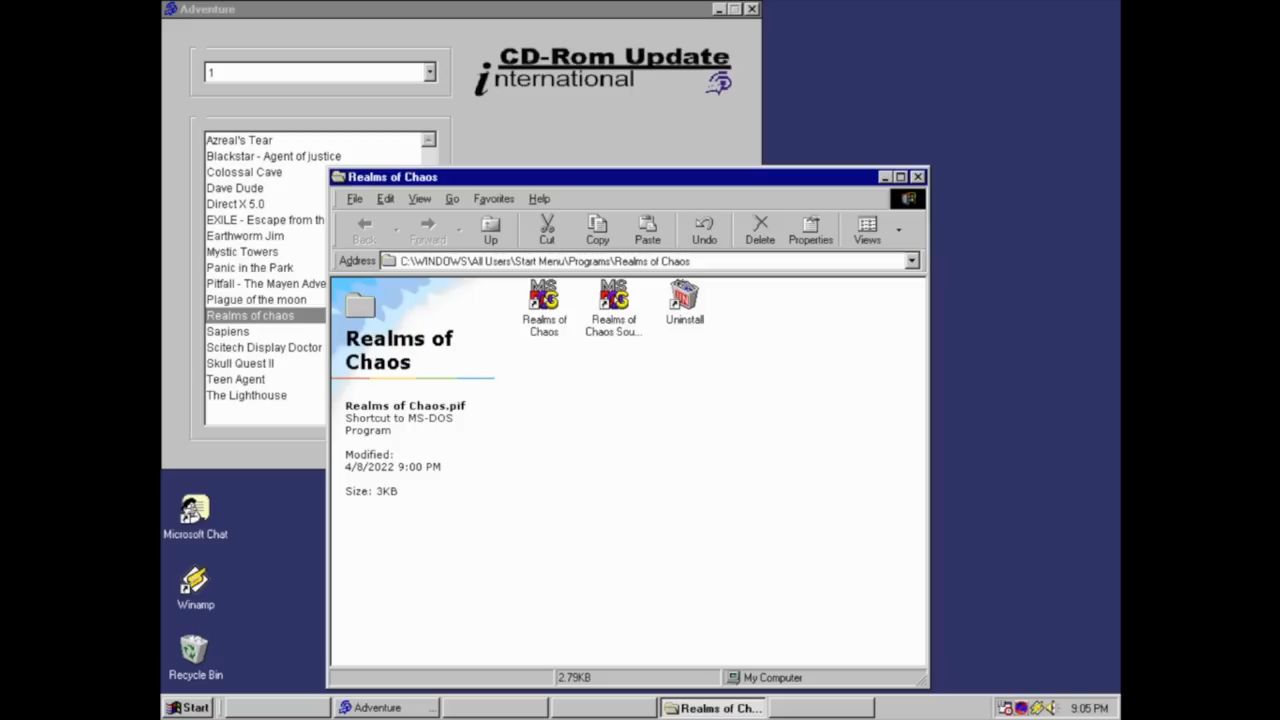 Adventure
CD-Rom Update
international
1
Azreal's Tear
Blackstar - Agent of justice
Colossal Cave
Dave Dude
Direct X 5.0
EXILE - Escape from th
Earthworm Jim
Mystic Towers
Panic in the Park
Pitfall - The Mayen Adve
Plague of the moon
Realms of chaos
Sapiens
Scitech Display Doctor
Skull Quest II
Teen Agent
The Lighthouse
Realms of Chaos
File Edit View Go Favorites Help
Back Forward Up Cut Copy Paste Undo Delete Properties Views
Address C:\WINDOWS\All Users\Start Menu\Programs\Realms of Chaos
Realms of
Chaos
Realms of Chaos.pif
Shortcut to MS-DOS
Program
Modified:
4/8/2022 9:00 PM
Size: 3KB
MS
Realms of
Chaos
MS
Realms of
Chaos Sou...
Uninstall
2.79KB My Computer
Microsoft Chat
Winamp
Recycle Bin
Start Adventure ... Realms of Ch... 9:05 PM